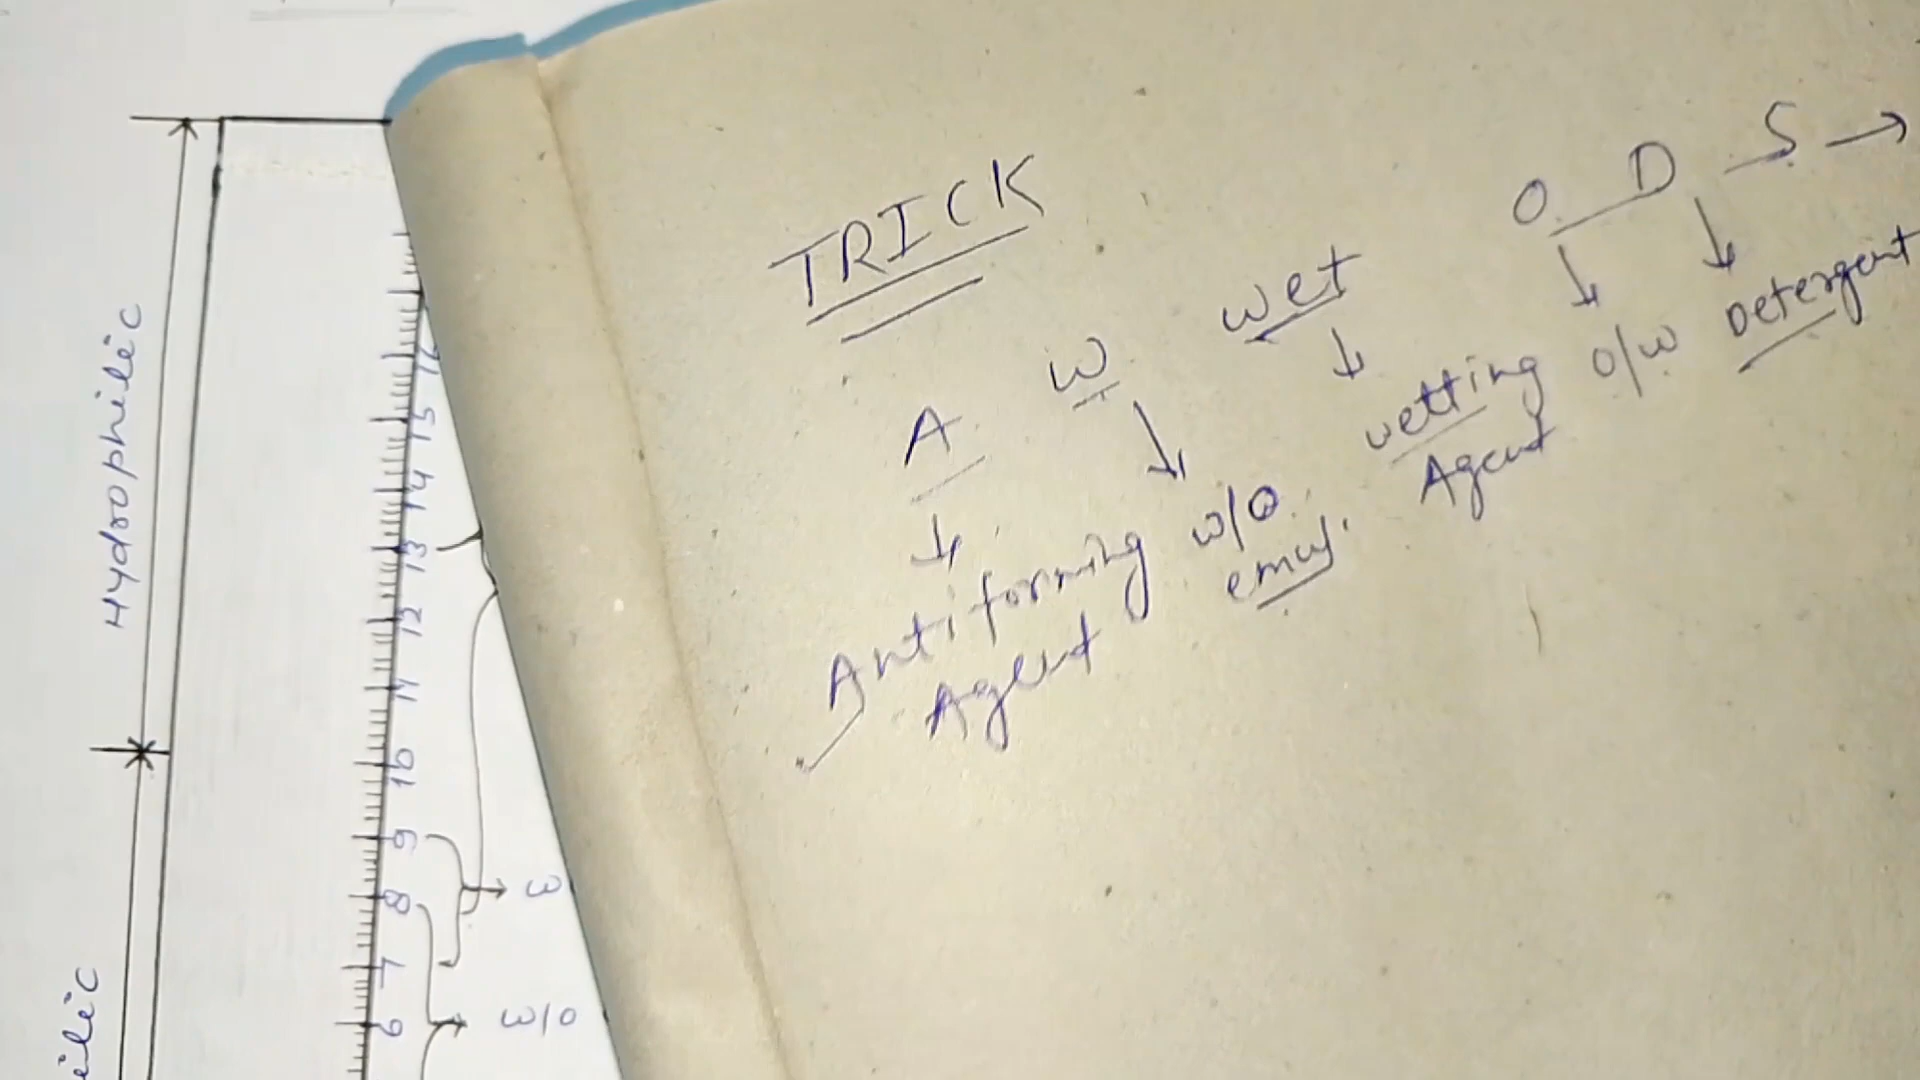 TRICK
A W wet O D S →
Antiforming Agent
w/o emul.
wetting Agent
o/w
Detergent
Hydrophilic
15
14
13
12
11
10
9
8
7
6
W
w/o